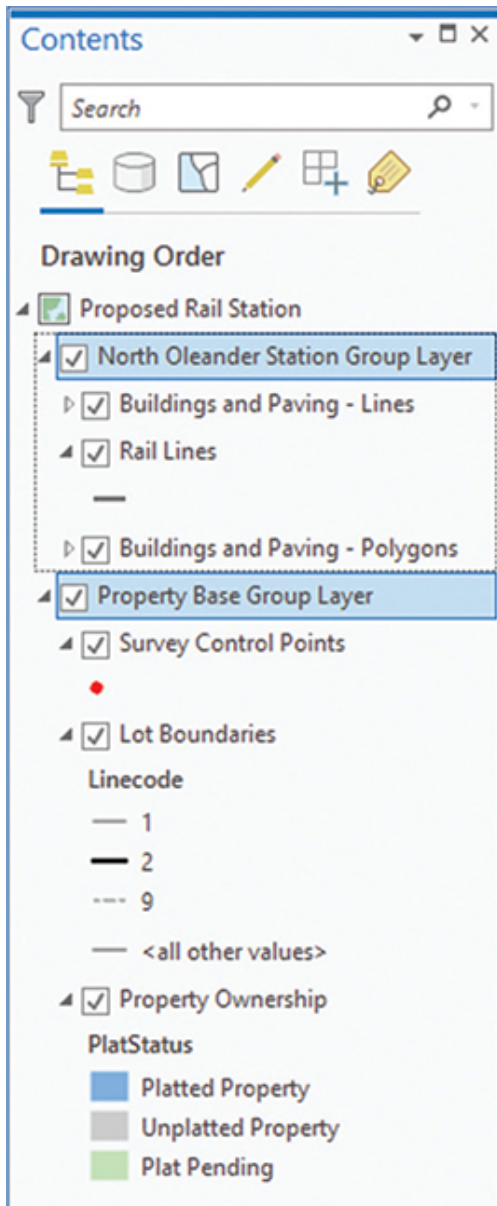 Contents
Search
Drawing Order
Proposed Rail Station
North Oleander Station Group Layer
Buildings and Paving - Lines
Rail Lines
Buildings and Paving - Polygons
Property Base Group Layer
Survey Control Points
Lot Boundaries
Linecode
1
2
9
<all other values>
Property Ownership
PlatStatus
Platted Property
Unplatted Property
Plat Pending